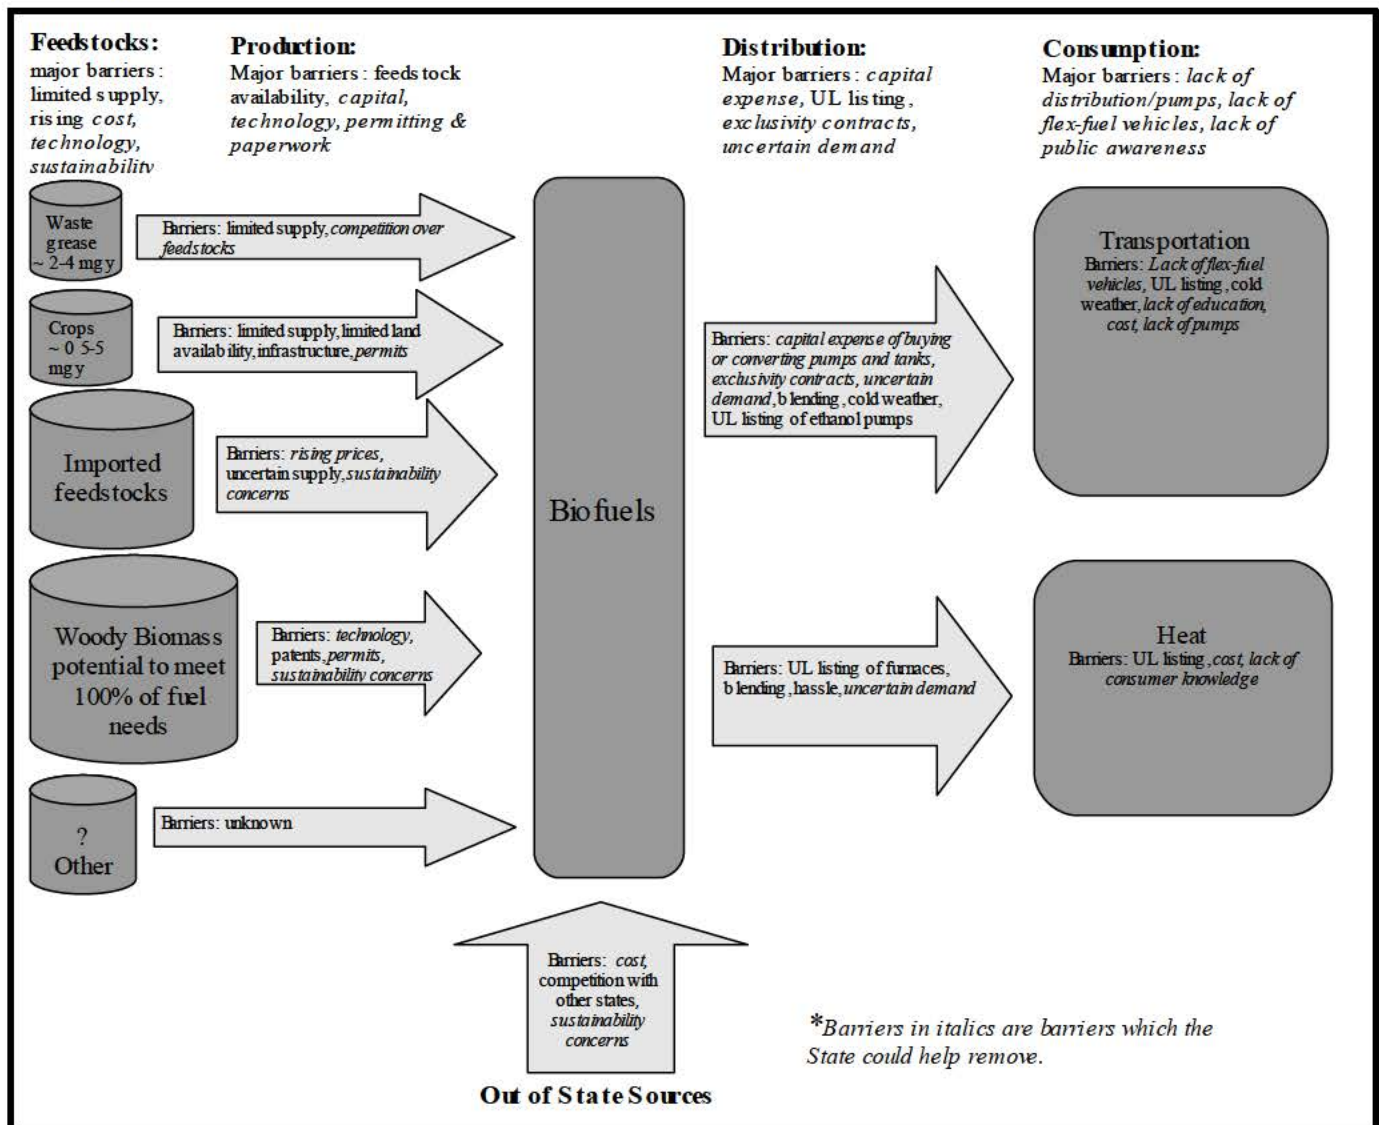 Feedstocks:
major barriers:
limited supply,
rising cost,
technology,
sustainability
Production:
Major barriers: feedstock
availability, capital,
technology, permitting &
paperwork
Distribution:
Major barriers: capital
expense, UL listing,
exclusivity contracts,
uncertain demand
Consumption:
Major barriers: lack of
distribution/pumps, lack of
flex-fuel vehicles, lack of
public awareness
Waste
grease
~ 2-4 mgy
Barriers: limited supply, competition over
feedstocks
Crops
~ 0 5-5
mgy
Barriers: limited supply, limited land
availability, infrastructure, permits
Imported
feedstocks
Barriers: rising prices,
uncertain supply, sustainability
concerns
Woody Biomass
potential to meet
100% of fuel
needs
Barriers: technology,
patents, permits,
sustainability concerns
?
Other
Barriers: unknown
Biofuels
Barriers: cost,
competition with
other states,
sustainability
concerns
Out of State Sources
Barriers: capital expense of buying
or converting pumps and tanks,
exclusivity contracts, uncertain
demand, blending, cold weather,
UL listing of ethanol pumps
Barriers: UL listing of furnaces,
blending, hassle, uncertain demand
Transportation
Barriers: Lack of flex-fuel
vehicles, UL listing, cold
weather, lack of education,
cost, lack of pumps
Heat
Barriers: UL listing, cost, lack of
consumer knowledge
*Barriers in italics are barriers which the
State could help remove.